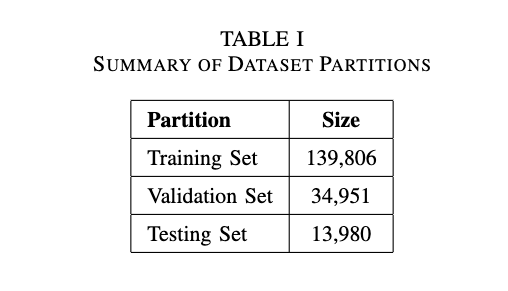 TABLE I
SUMMARY OF DATASET PARTITIONS
Partition Size
Training Set 139,806
Validation Set 34,951
Testing Set 13,980